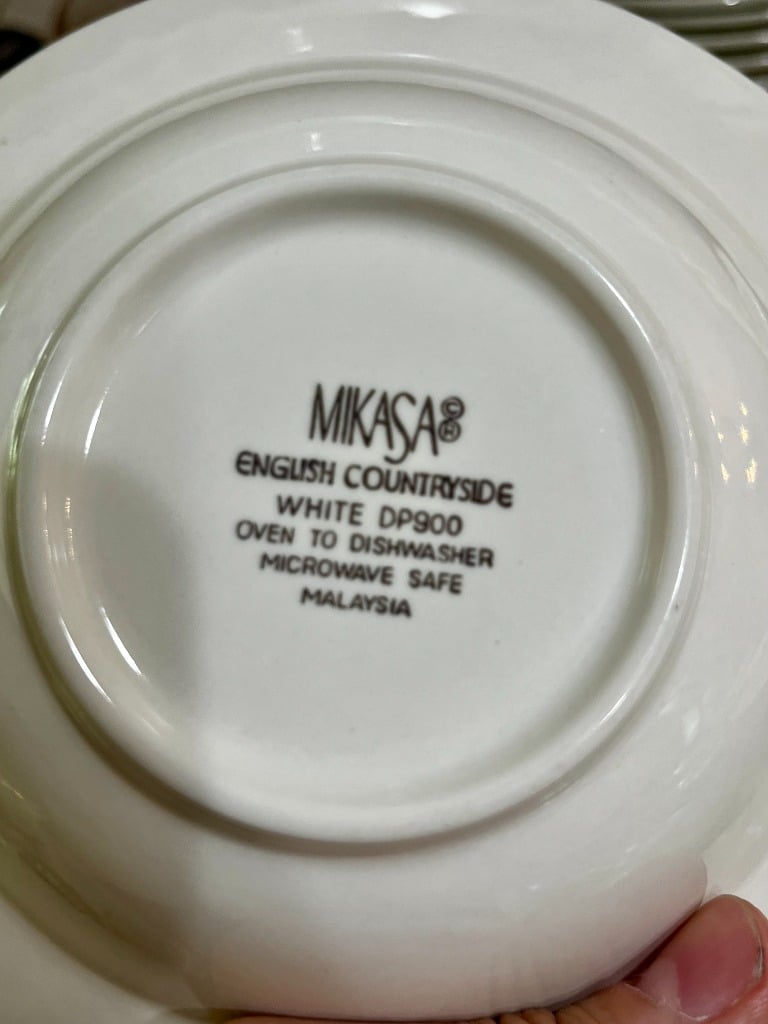 MIKASA © ®
ENGLISH COUNTRYSIDE
WHITE DP900
OVEN TO DISHWASHER
MICROWAVE SAFE
MALAYSIA